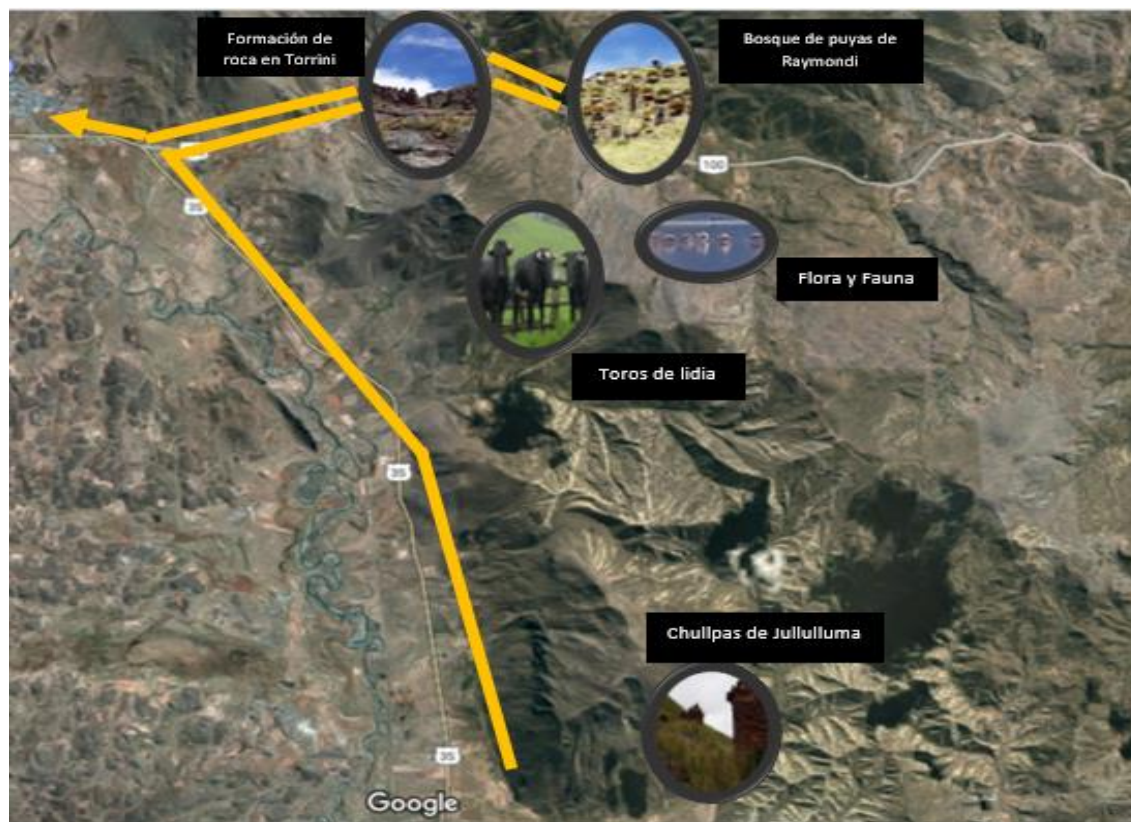 Formación de
roca en Torrini
Bosque de puyas de
Raymondi
100
35
Flora y Fauna
Toros de lidia
35
Chullpas de Jullulluma
35
Google